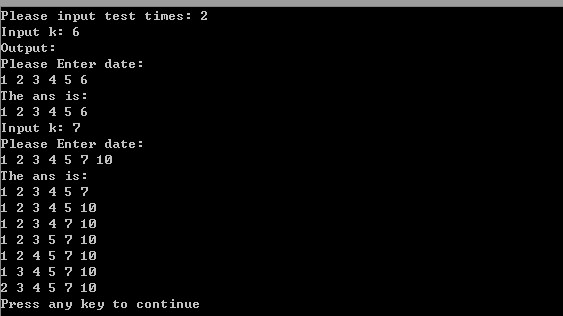 Please input test times: 2
Input k: 6
Output:
Please Enter date:
1 2 3 4 5 6
The ans is:
1 2 3 4 5 6
Input k: 7
Please Enter date:
1 2 3 4 5 7 10
The ans is:
1 2 3 4 5 7
1 2 3 4 5 10
1 2 3 4 7 10
1 2 3 5 7 10
1 2 4 5 7 10
1 3 4 5 7 10
2 3 4 5 7 10
Press any key to continue